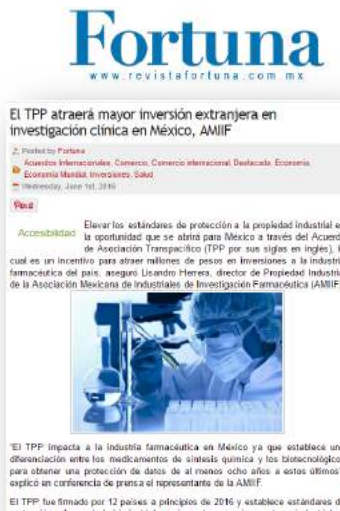 Fortuna
www.revistafortuna.com.mx
El TPP atraerá mayor inversión extranjera en
investigación clínica en México, AMIIF
Posted by Fortuna
Acuerdos Internacionales, Comercio, Comercio internacional, Destacada, Economía,
Economía Mundial, Inversiones, Salud
Wednesday, June 1st, 2016
Pin it
Accesibilidad
Elevar los estándares de protección a la propiedad industrial e
la oportunidad que se abrirá para México a través del Acuerd
de Asociación Transpacífico (TPP por sus siglas en inglés), l
cual es un incentivo para atraer millones de pesos en inversiones a la industri
farmacéutica del país, aseguró Lisandro Herrera, director de Propiedad Industri
de la Asociación Mexicana de Industriales de Investigación Farmacéutica (AMIIF
"El TPP impacta a la industria farmacéutica en México ya que establece un
diferenciación entre los medicamentos de síntesis química y los biotecnológico
para obtener una protección de datos de al menos ocho años a estos últimos"
explicó en conferencia de prensa el representante de la AMIIF.
El TPP fue firmado por 12 países a principios de 2016 y establece estándares d